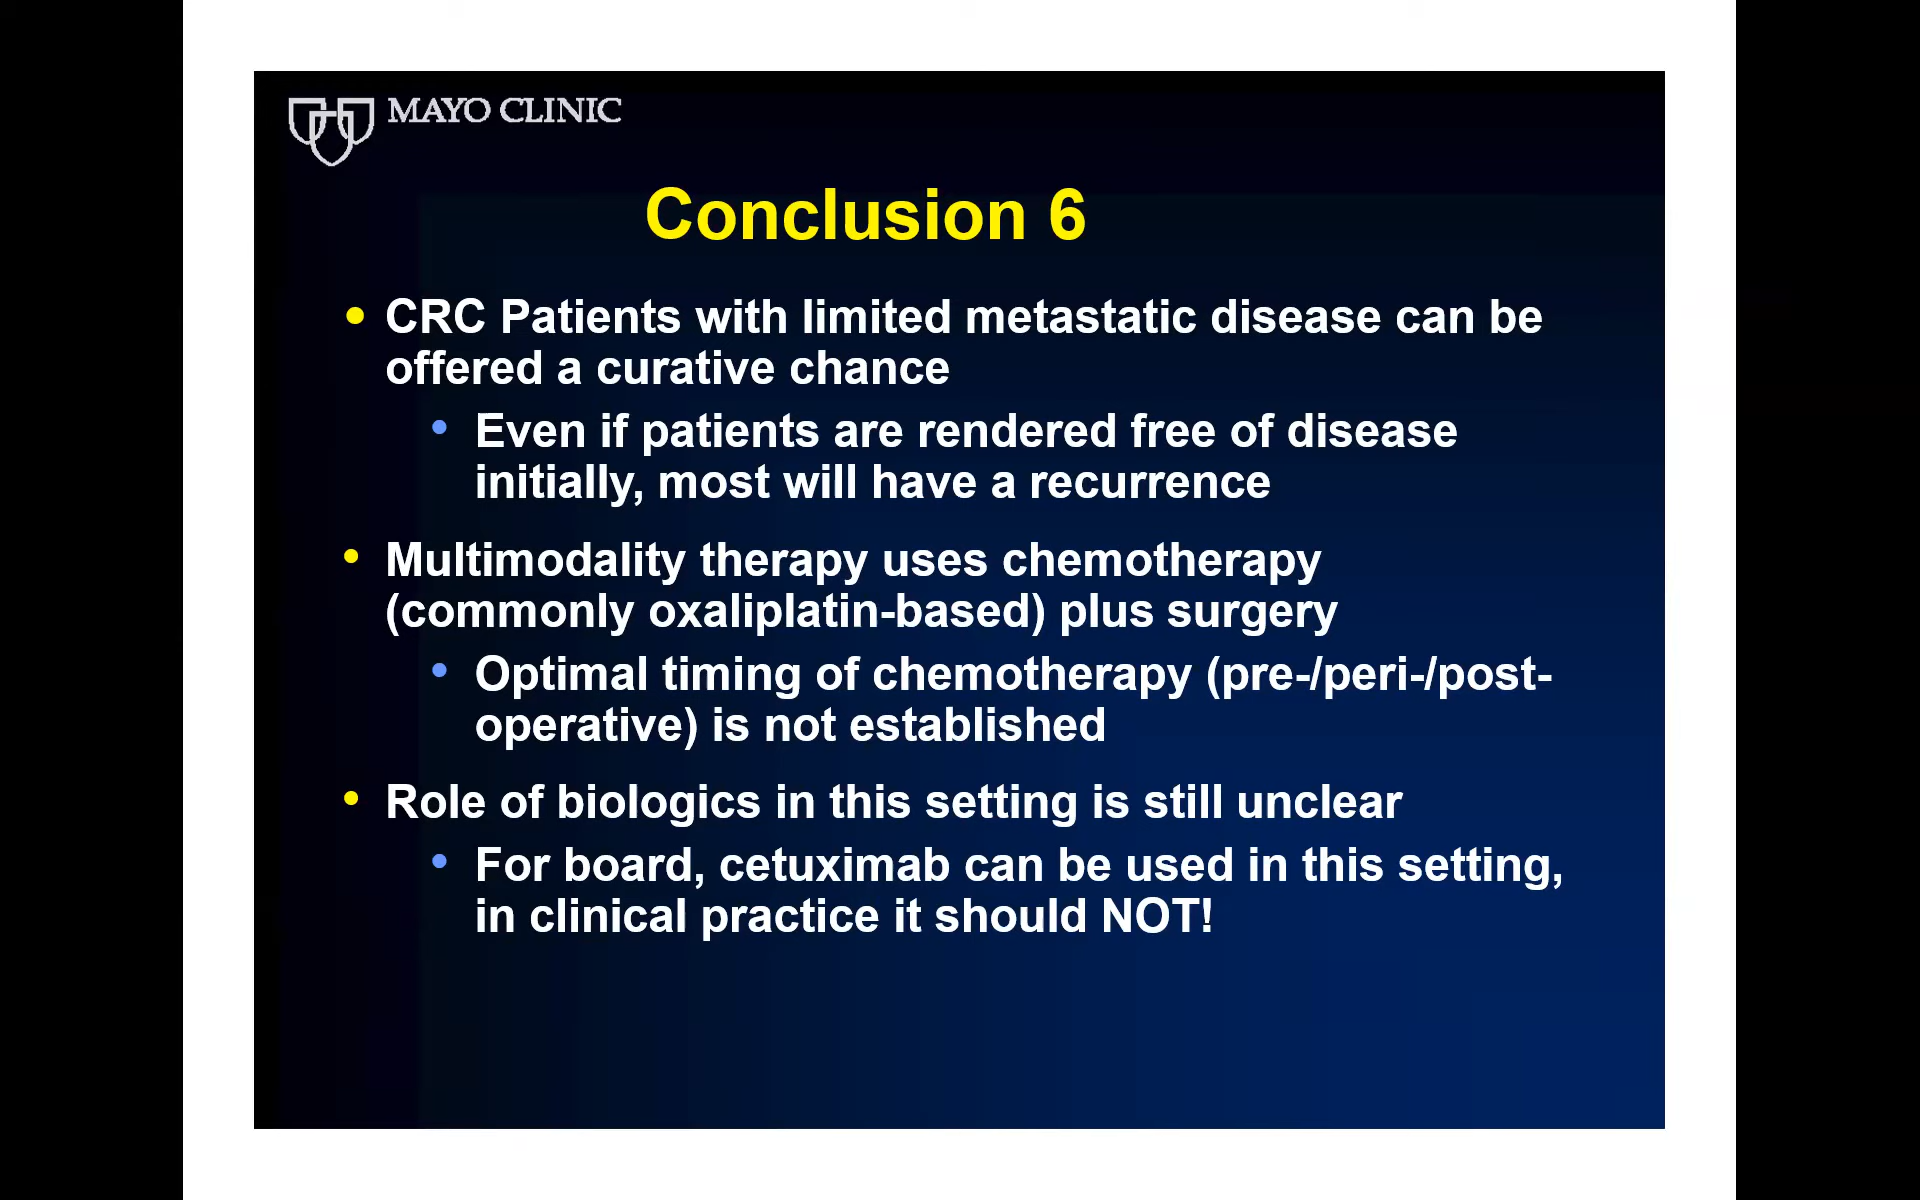 MAYO CLINIC
Conclusion 6
• CRC Patients with limited metastatic disease can be
offered a curative chance
• Even if patients are rendered free of disease
initially, most will have a recurrence
• Multimodality therapy uses chemotherapy
(commonly oxaliplatin-based) plus surgery
• Optimal timing of chemotherapy (pre-/peri-/post-
operative) is not established
• Role of biologics in this setting is still unclear
• For board, cetuximab can be used in this setting,
in clinical practice it should NOT!